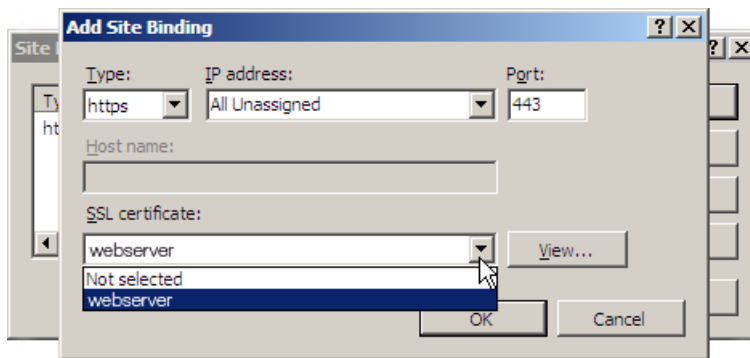 Add Site Binding
Site
Type: IP address: Port:
https All Unassigned 443
Host name:
SSL certificate:
webserver View...
Not selected
webserver
OK Cancel